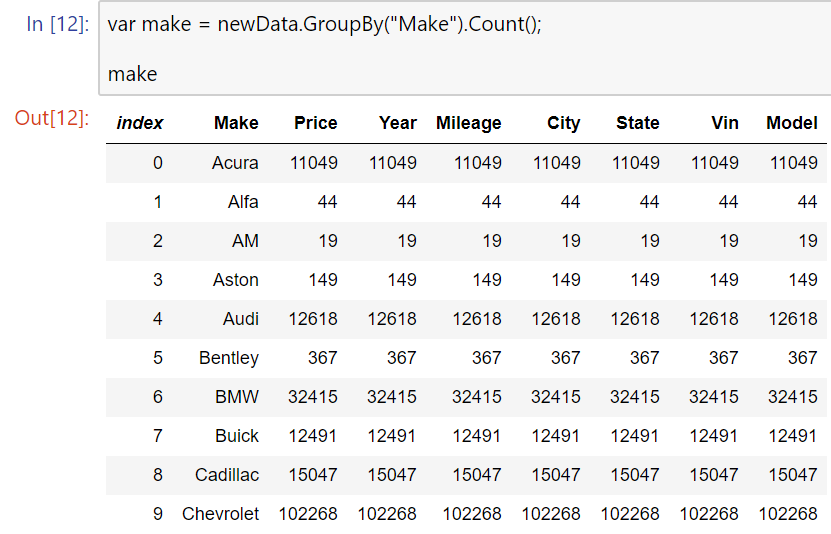 In [12]: var make = newData.GroupBy("Make").Count();
make
Out[12]:
index Make Price Year Mileage City State Vin Model
0 Acura 11049 11049 11049 11049 11049 11049 11049
1 Alfa 44 44 44 44 44 44 44
2 AM 19 19 19 19 19 19 19
3 Aston 149 149 149 149 149 149 149
4 Audi 12618 12618 12618 12618 12618 12618 12618
5 Bentley 367 367 367 367 367 367 367
6 BMW 32415 32415 32415 32415 32415 32415 32415
7 Buick 12491 12491 12491 12491 12491 12491 12491
8 Cadillac 15047 15047 15047 15047 15047 15047 15047
9 Chevrolet 102268 102268 102268 102268 102268 102268 102268